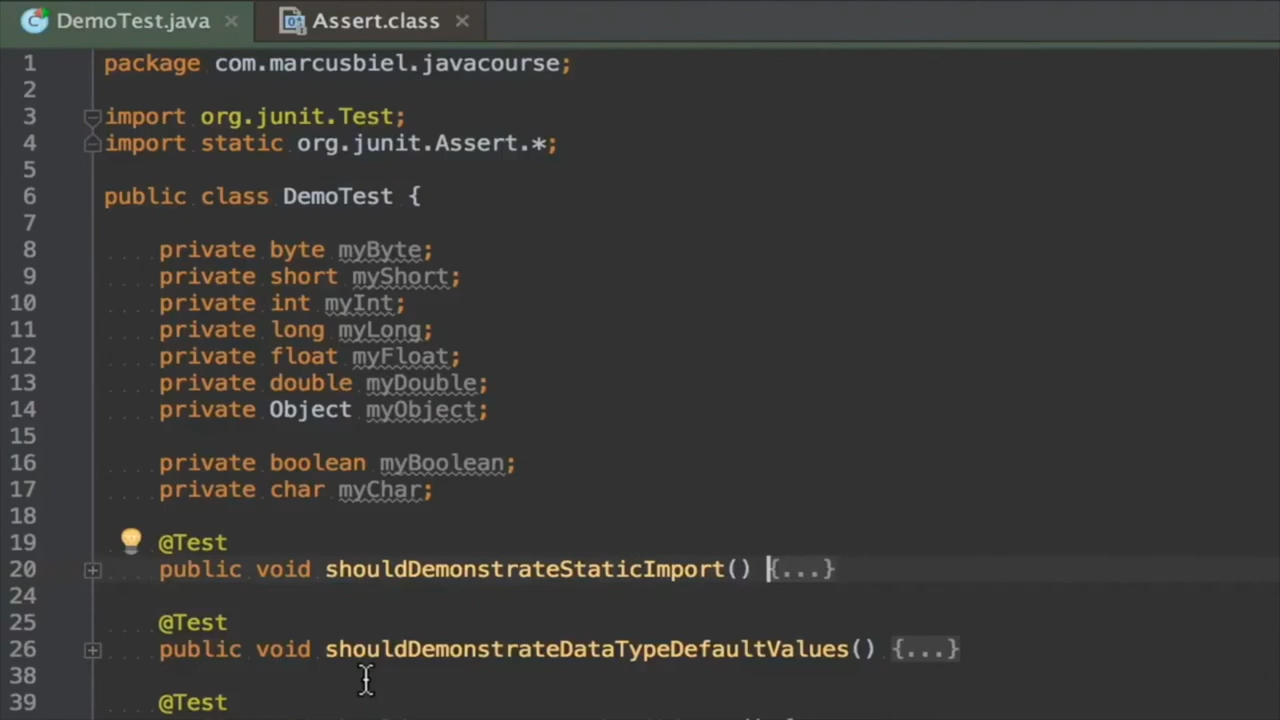 DemoTest.java × Assert.class ×
1 package com.marcusbiel.javacourse;
2
3 import org.junit.Test;
4 import static org.junit.Assert.*;
5
6 public class DemoTest {
7
8 private byte myByte;
9 private short myShort;
10 private int myInt;
11 private long myLong;
12 private float myFloat;
13 private double myDouble;
14 private Object myObject;
15
16 private boolean myBoolean;
17 private char myChar;
18
19 @Test
20 public void shouldDemonstrateStaticImport() {...}
24
25 @Test
26 public void shouldDemonstrateDataTypeDefaultValues() {...}
38
39 @Test